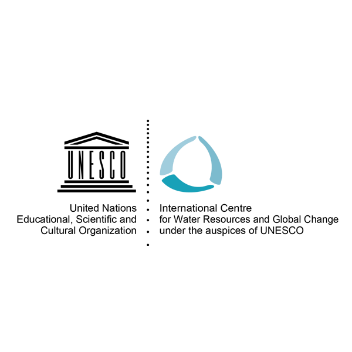 UNESCO
United Nations
Educational, Scientific and
Cultural Organization
International Centre
for Water Resources and Global Change
under the auspices of UNESCO